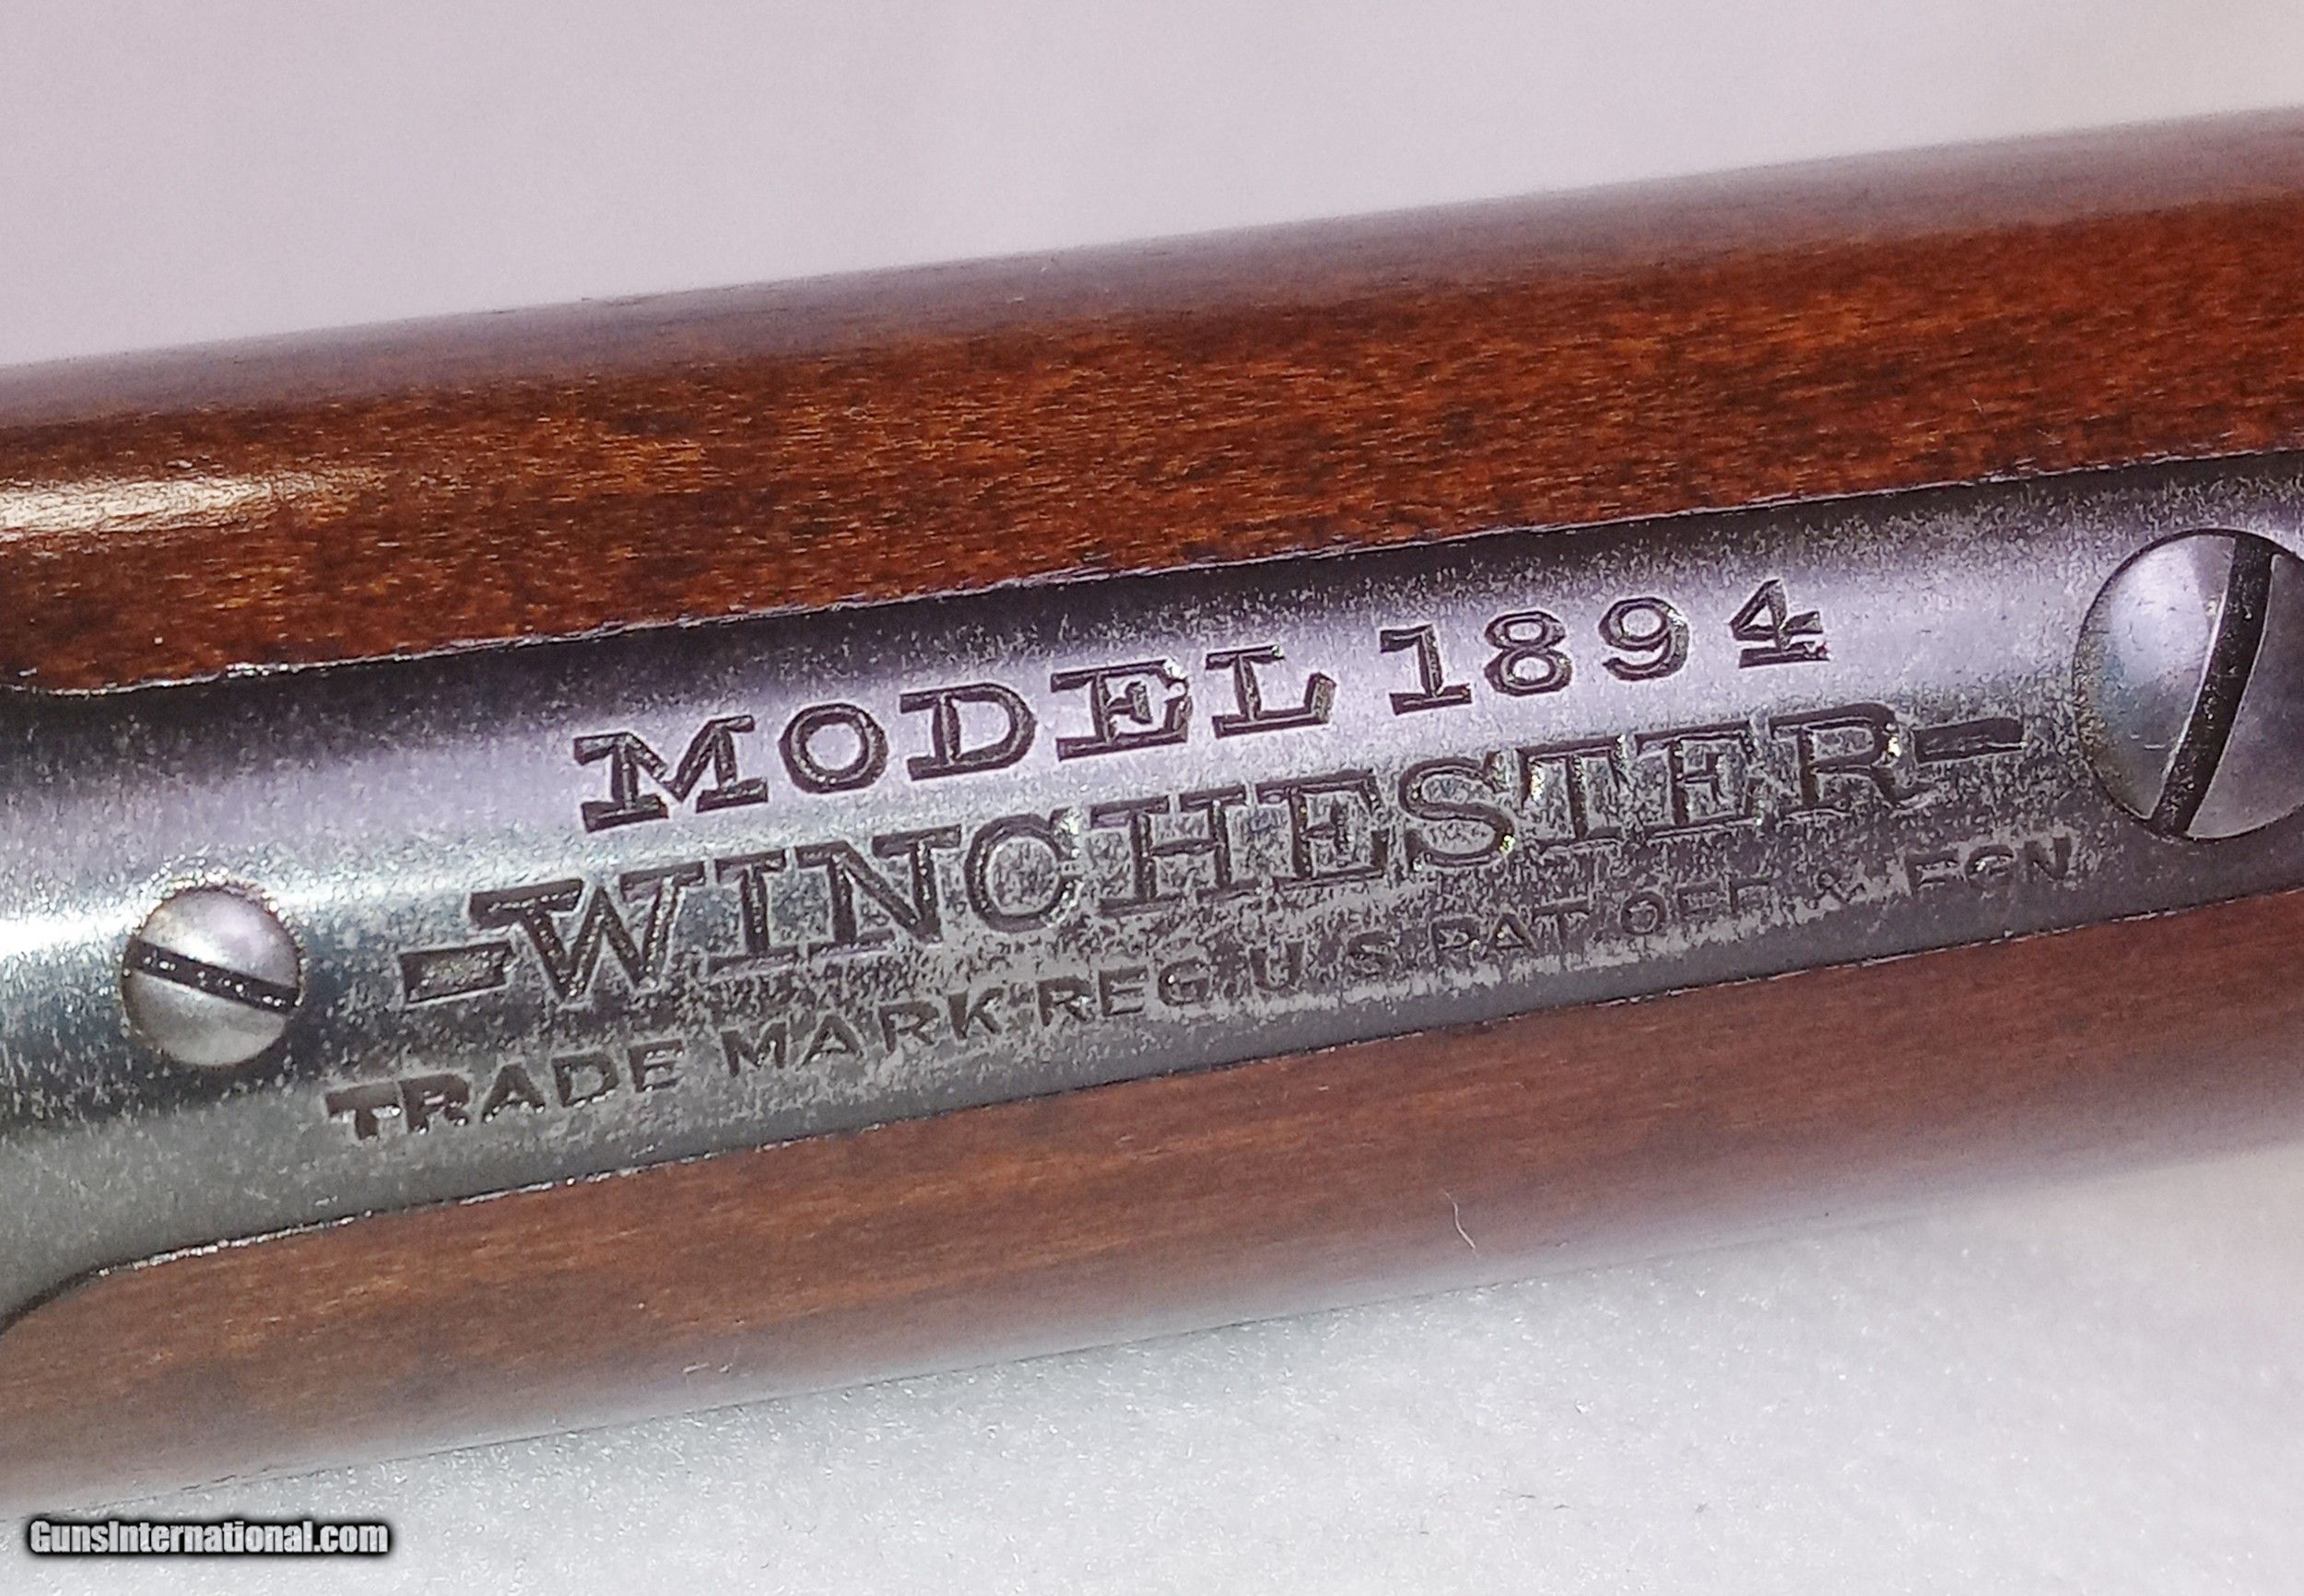 MODEL 1894
-WINCHESTER-
TRADE MARK REG. U.S. PAT. OFF. & FGN
GunsInternational.com